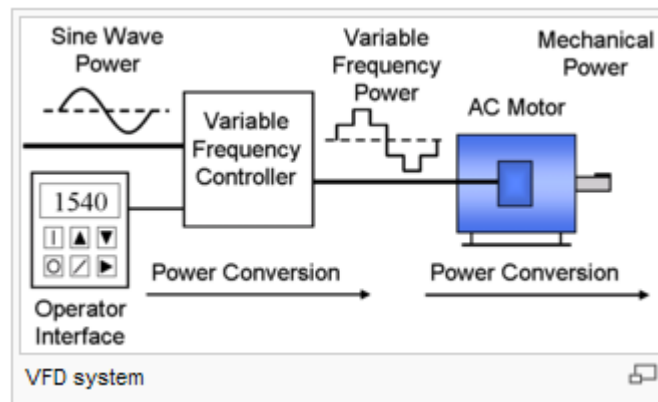 Sine Wave
Power
Variable
Frequency
Power
Mechanical
Power
AC Motor
Variable
Frequency
Controller
1540
Operator
Interface
Power Conversion
Power Conversion
VFD system